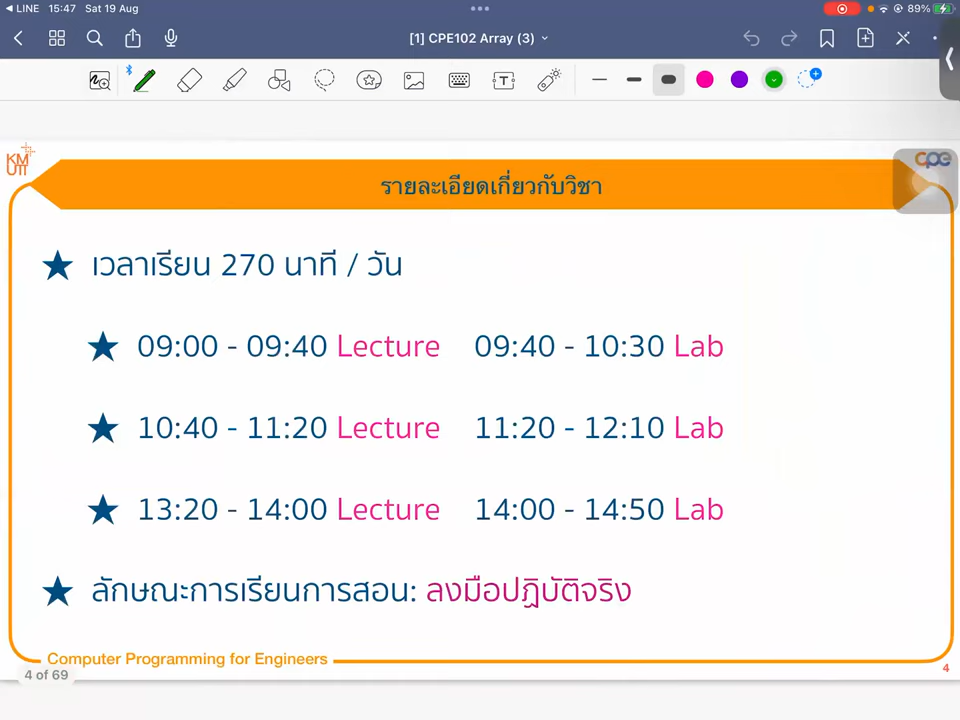 LINE 15:47 Sat 19 Aug 89%
[1] CPE102 Array (3)
KM
UTT
cpe
รายละเอียดเกี่ยวกับวิชา
เวลาเรียน 270 นาที / วัน
09:00 - 09:40 Lecture 09:40 - 10:30 Lab
10:40 - 11:20 Lecture 11:20 - 12:10 Lab
13:20 - 14:00 Lecture 14:00 - 14:50 Lab
ลักษณะการเรียนการสอน: ลงมือปฏิบัติจริง
Computer Programming for Engineers
4 of 69
4